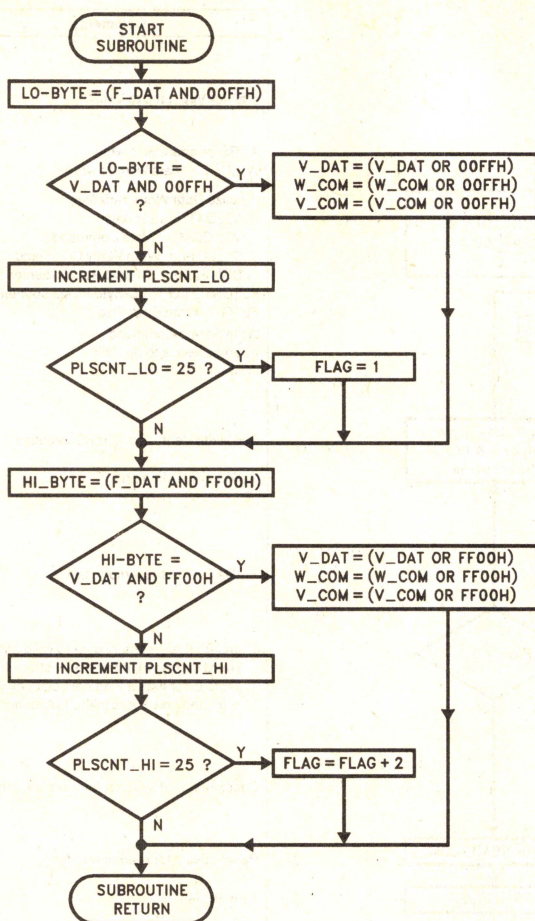 START
SUBROUTINE
LO-BYTE = (F_DAT AND 00FFH)
LO-BYTE =
V_DAT AND 00FFH
?
Y
V_DAT = (V_DAT OR 00FFH)
W_COM = (W_COM OR 00FFH)
V_COM = (V_COM OR 00FFH)
N
INCREMENT PLSCNT_LO
PLSCNT_LO = 25 ?
Y
FLAG = 1
N
HI_BYTE = (F_DAT AND FF00H)
HI-BYTE =
V_DAT AND FF00H
?
Y
V_DAT = (V_DAT OR FF00H)
W_COM = (W_COM OR FF00H)
V_COM = (V_COM OR FF00H)
N
INCREMENT PLSCNT_HI
PLSCNT_HI = 25 ?
Y
FLAG = FLAG + 2
N
SUBROUTINE
RETURN